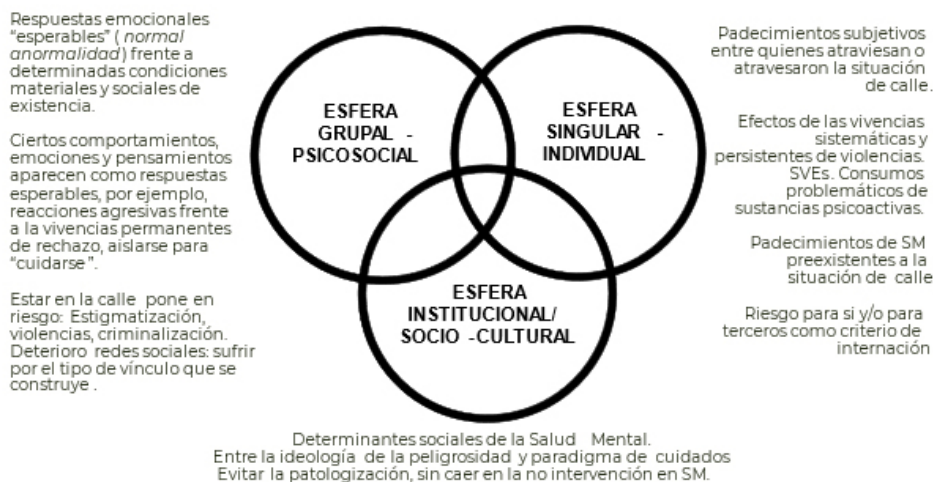 Respuestas emocionales
“esperables” ( normal
anormalidad) frente a
determinadas condiciones
materiales y sociales de
existencia.
Ciertos comportamientos,
emociones y pensamientos
aparecen como respuestas
esperables, por ejemplo,
reacciones agresivas frente
a la vivencias permanentes
de rechazo, aislarse para
“cuidarse”.
Estar en la calle pone en
riesgo: Estigmatización,
violencias, criminalización.
Deterioro redes sociales: sufrir
por el tipo de vínculo que se
construye .
ESFERA
GRUPAL -
PSICOSOCIAL
ESFERA
SINGULAR -
INDIVIDUAL
ESFERA
INSTITUCIONAL/
SOCIO -CULTURAL
Padecimientos subjetivos
entre quienes atraviesan o
atravesaron la situación
de calle.
Efectos de las vivencias
sistemáticas y
persistentes de violencias.
SVEs. Consumos
problemáticos de
sustancias psicoactivas.
Padecimientos de SM
preexistentes a la
situación de calle
Riesgo para si y/o para
terceros como criterio de
internación
Determinantes sociales de la Salud Mental.
Entre la ideología de la peligrosidad y paradigma de cuidados
Evitar la patologización, sin caer en la no intervención en SM.